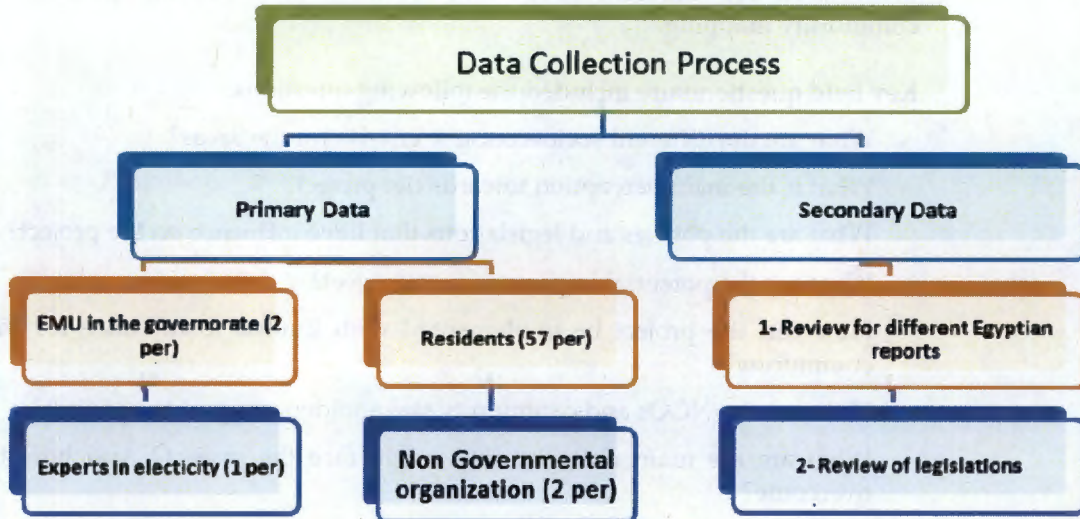 Data Collection Process
Primary Data
Secondary Data
EMU in the governorate (2
per)
Residents (57 per)
1- Review for different Egyptian
reports
Experts in electicity (1 per)
Non Governmental
organization (2 per)
2- Review of legislations